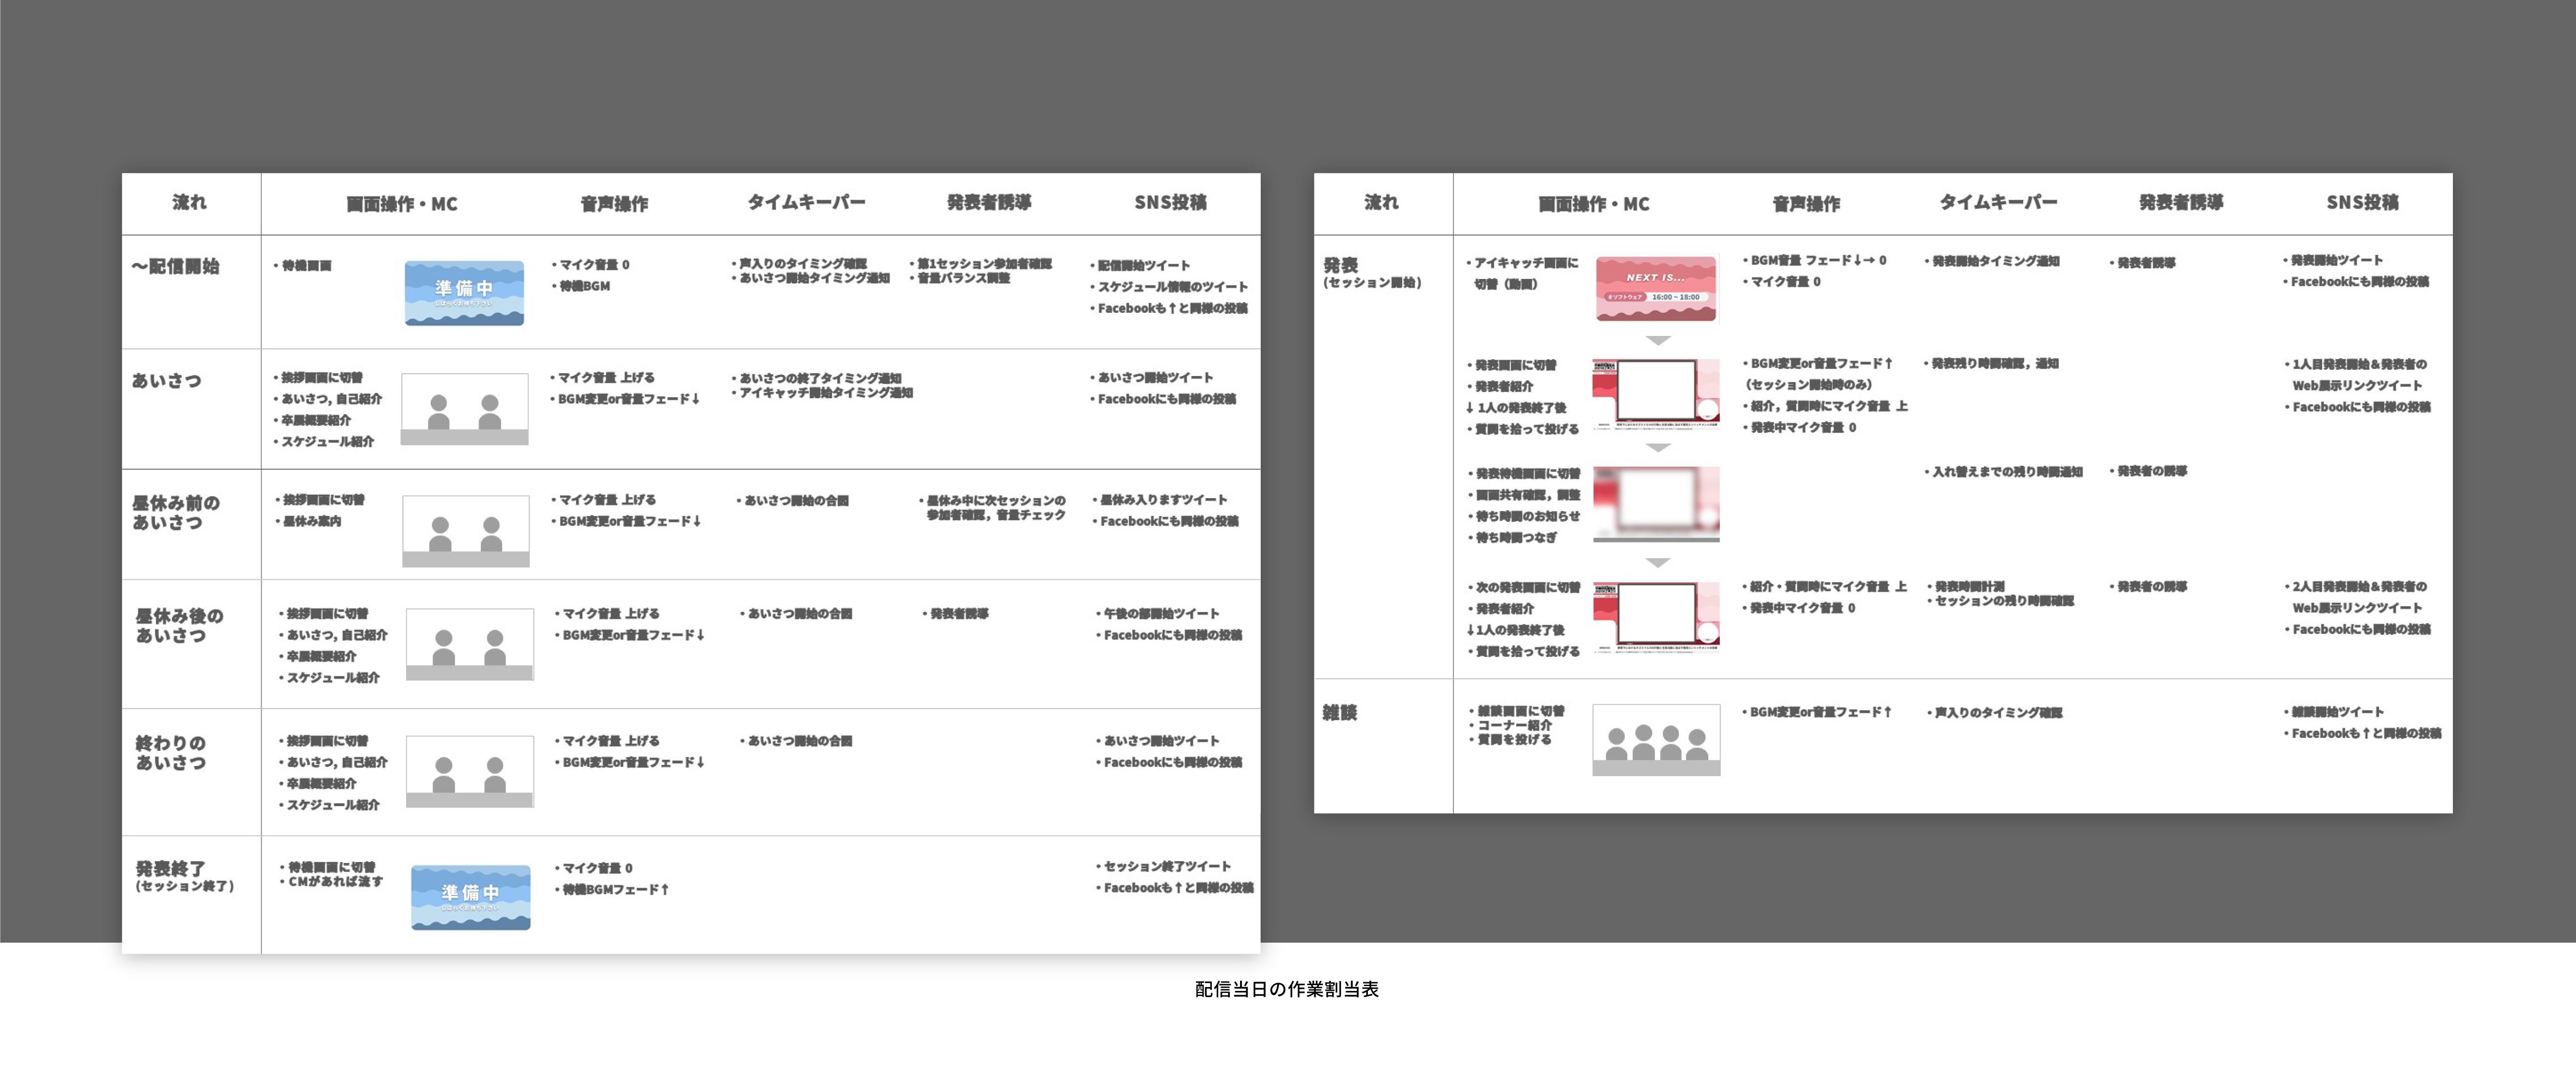 流れ
画面操作・MC
音声操作
タイムキーパー
発表者誘導
SNS投稿
〜配信開始
・待機画面
準備中
しばらくお待ち下さい
・マイク音量 0
・待機BGM
・声入りのタイミング確認
・あいさつ開始タイミング通知
・第1セッション参加者確認
・音量バランス調整
・配信開始ツイート
・スケジュール情報のツイート
・Facebookも↑と同様の投稿
あいさつ
・挨拶画面に切替
・あいさつ, 自己紹介
・卒展概要紹介
・スケジュール紹介
・マイク音量 上げる
・BGM変更or音量フェード↓
・あいさつの終了タイミング通知
・アイキャッチ開始タイミング通知
・あいさつ開始ツイート
・Facebookにも同様の投稿
昼休み前の
あいさつ
・挨拶画面に切替
・昼休み案内
・マイク音量 上げる
・BGM変更or音量フェード↓
・あいさつ開始の合図
・昼休み中に次セッションの
参加者確認，音量チェック
・昼休み入りますツイート
・Facebookにも同様の投稿
昼休み後の
あいさつ
・挨拶画面に切替
・あいさつ, 自己紹介
・卒展概要紹介
・スケジュール紹介
・マイク音量 上げる
・BGM変更or音量フェード↓
・あいさつ開始の合図
・発表者誘導
・午後の部開始ツイート
・Facebookにも同様の投稿
終わりの
あいさつ
・挨拶画面に切替
・あいさつ, 自己紹介
・卒展概要紹介
・スケジュール紹介
・マイク音量 上げる
・BGM変更or音量フェード↓
・あいさつ開始の合図
・あいさつ開始ツイート
・Facebookにも同様の投稿
発表終了
(セッション終了)
・待機画面に切替
・CMがあれば流す
準備中
しばらくお待ち下さい
・マイク音量 0
・待機BGMフェード↑
・セッション終了ツイート
・Facebookも↑と同様の投稿
流れ
画面操作・MC
音声操作
タイムキーパー
発表者誘導
SNS投稿
発表
(セッション開始)
・アイキャッチ画面に
切替（動画）
NEXT IS...
#ソフトウェア 16:00 ~ 18:00
・BGM音量 フェード↓→ 0
・マイク音量 0
・発表開始タイミング通知
・発表者誘導
・発表開始ツイート
・Facebookにも同様の投稿
・発表画面に切替
・発表者紹介
↓1人の発表終了後
・質問を拾って投げる
・BGM変更or音量フェード↑
（セッション開始時のみ）
・紹介，質問時にマイク音量 上
・発表中マイク音量 0
・発表残り時間確認，通知
・1人目発表開始＆発表者の
Web展示リンクツイート
・Facebookにも同様の投稿
・発表待機画面に切替
・画面共有確認，調整
・待ち時間のお知らせ
・待ち時間つなぎ
・入れ替えまでの残り時間通知
・発表者の誘導
・次の発表画面に切替
・発表者紹介
↓1人の発表終了後
・質問を拾って投げる
・紹介・質問時にマイク音量 上
・発表中マイク音量 0
・発表時間計測
・セッションの残り時間確認
・発表者の誘導
・2人目発表開始＆発表者の
Web展示リンクツイート
・Facebookにも同様の投稿
雑談
・雑談画面に切替
・コーナー紹介
・質問を投げる
・BGM変更or音量フェード↑
・声入りのタイミング確認
・雑談開始ツイート
・Facebookも↑と同様の投稿
配信当日の作業割当表